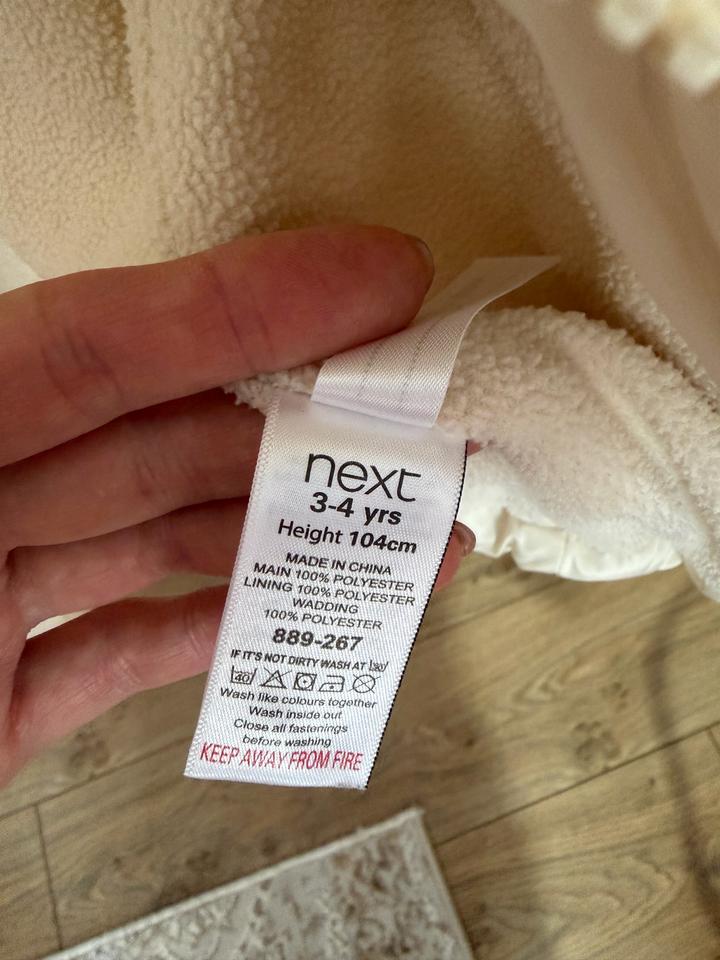 next
3-4 yrs
Height 104cm
MADE IN CHINA
MAIN 100% POLYESTER
LINING 100% POLYESTER
WADDING
100% POLYESTER
889-267
IF IT'S NOT DIRTY WASH AT 30
40
Wash like colours together
Wash inside out
Close all fastenings
before washing
KEEP AWAY FROM FIRE